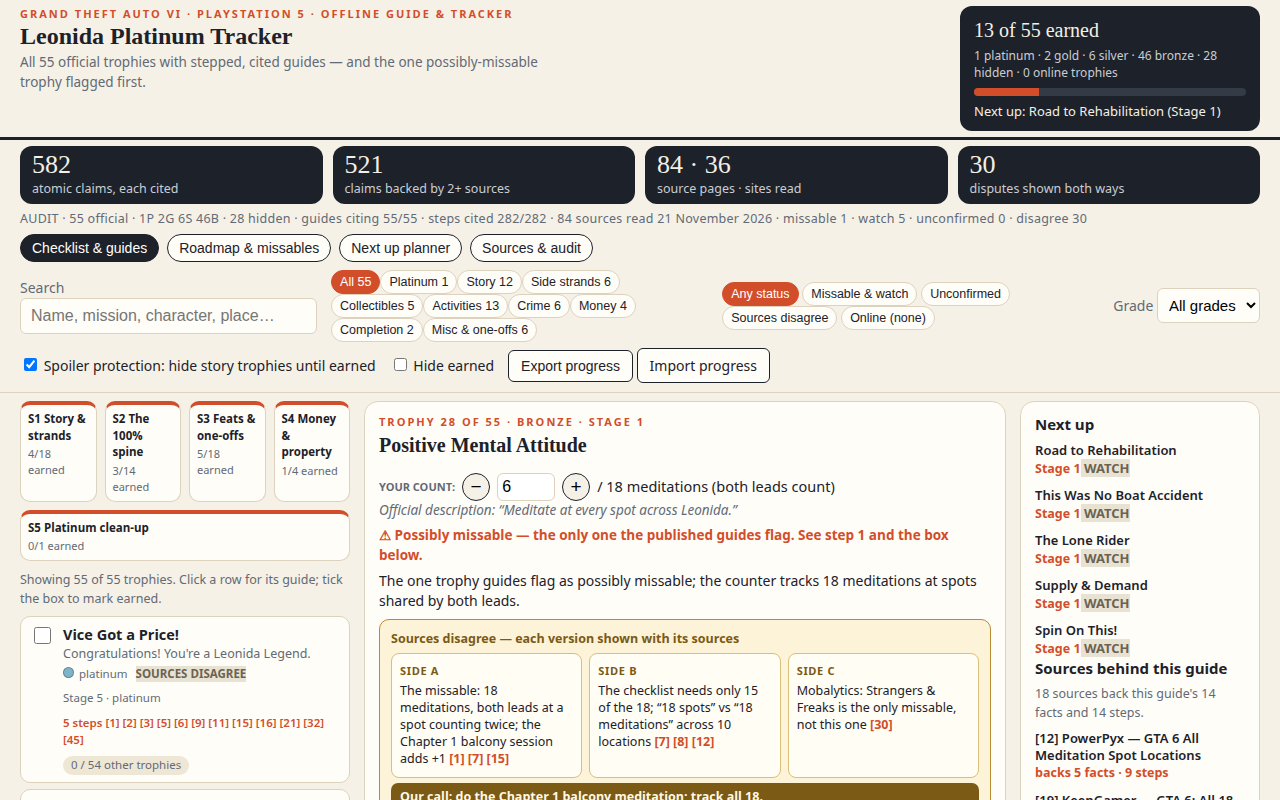 GRAND THEFT AUTO VI · PLAYSTATION 5 · OFFLINE GUIDE & TRACKER
Leonida Platinum Tracker
All 55 official trophies with stepped, cited guides — and the one possibly-missable
trophy flagged first.
13 of 55 earned
1 platinum · 2 gold · 6 silver · 46 bronze · 28
hidden · 0 online trophies
Next up: Road to Rehabilitation (Stage 1)
582
atomic claims, each cited
521
claims backed by 2+ sources
84 · 36
source pages · sites read
30
disputes shown both ways
AUDIT · 55 official · 1P 2G 6S 46B · 28 hidden · guides citing 55/55 · steps cited 282/282 · 84 sources read 21 November 2026 · missable 1 · watch 5 · unconfirmed 0 · disagree 30
Checklist & guides
Roadmap & missables
Next up planner
Sources & audit
Search
Name, mission, character, place…
All 55
Platinum 1
Story 12
Side strands 6
Collectibles 5
Activities 13
Crime 6
Money 4
Completion 2
Misc & one-offs 6
Any status
Missable & watch
Unconfirmed
Sources disagree
Online (none)
Grade
All grades
Spoiler protection: hide story trophies until earned
Hide earned
Export progress
Import progress
S1 Story &
strands
4/18
earned
S2 The
100%
spine
3/14
earned
S3 Feats &
one-offs
5/18
earned
S4 Money
&
property
1/4 earned
S5 Platinum clean-up
0/1 earned
Showing 55 of 55 trophies. Click a row for its guide; tick
the box to mark earned.
Vice Got a Price!
Congratulations! You're a Leonida Legend.
platinum SOURCES DISAGREE
Stage 5 · platinum
5 steps [1] [2] [3] [5] [6] [9] [11] [15] [16] [21] [32]
[45]
0 / 54 other trophies
TROPHY 28 OF 55 · BRONZE · STAGE 1
Positive Mental Attitude
YOUR COUNT: − 6 + / 18 meditations (both leads count)
Official description: “Meditate at every spot across Leonida.”
⚠ Possibly missable — the only one the published guides flag. See step 1 and the box
below.
The one trophy guides flag as possibly missable; the counter tracks 18 meditations at spots
shared by both leads.
Sources disagree — each version shown with its sources
SIDE A
The missable: 18
meditations, both leads at a
spot counting twice; the
Chapter 1 balcony session
adds +1 [1] [7] [15]
SIDE B
The checklist needs only 15
of the 18; “18 spots” vs “18
meditations” across 10
locations [7] [8] [12]
SIDE C
Mobalytics: Strangers &
Freaks is the only missable,
not this one [30]
Our call: do the Chapter 1 balcony meditation; track all 18.
Next up
Road to Rehabilitation
Stage 1 WATCH
This Was No Boat Accident
Stage 1 WATCH
The Lone Rider
Stage 1 WATCH
Supply & Demand
Stage 1 WATCH
Spin On This!
Stage 1 WATCH
Sources behind this guide
18 sources back this guide's 14
facts and 14 steps.
[12] PowerPyx — GTA 6 All
Meditation Spot Locations
backs 5 facts · 9 steps